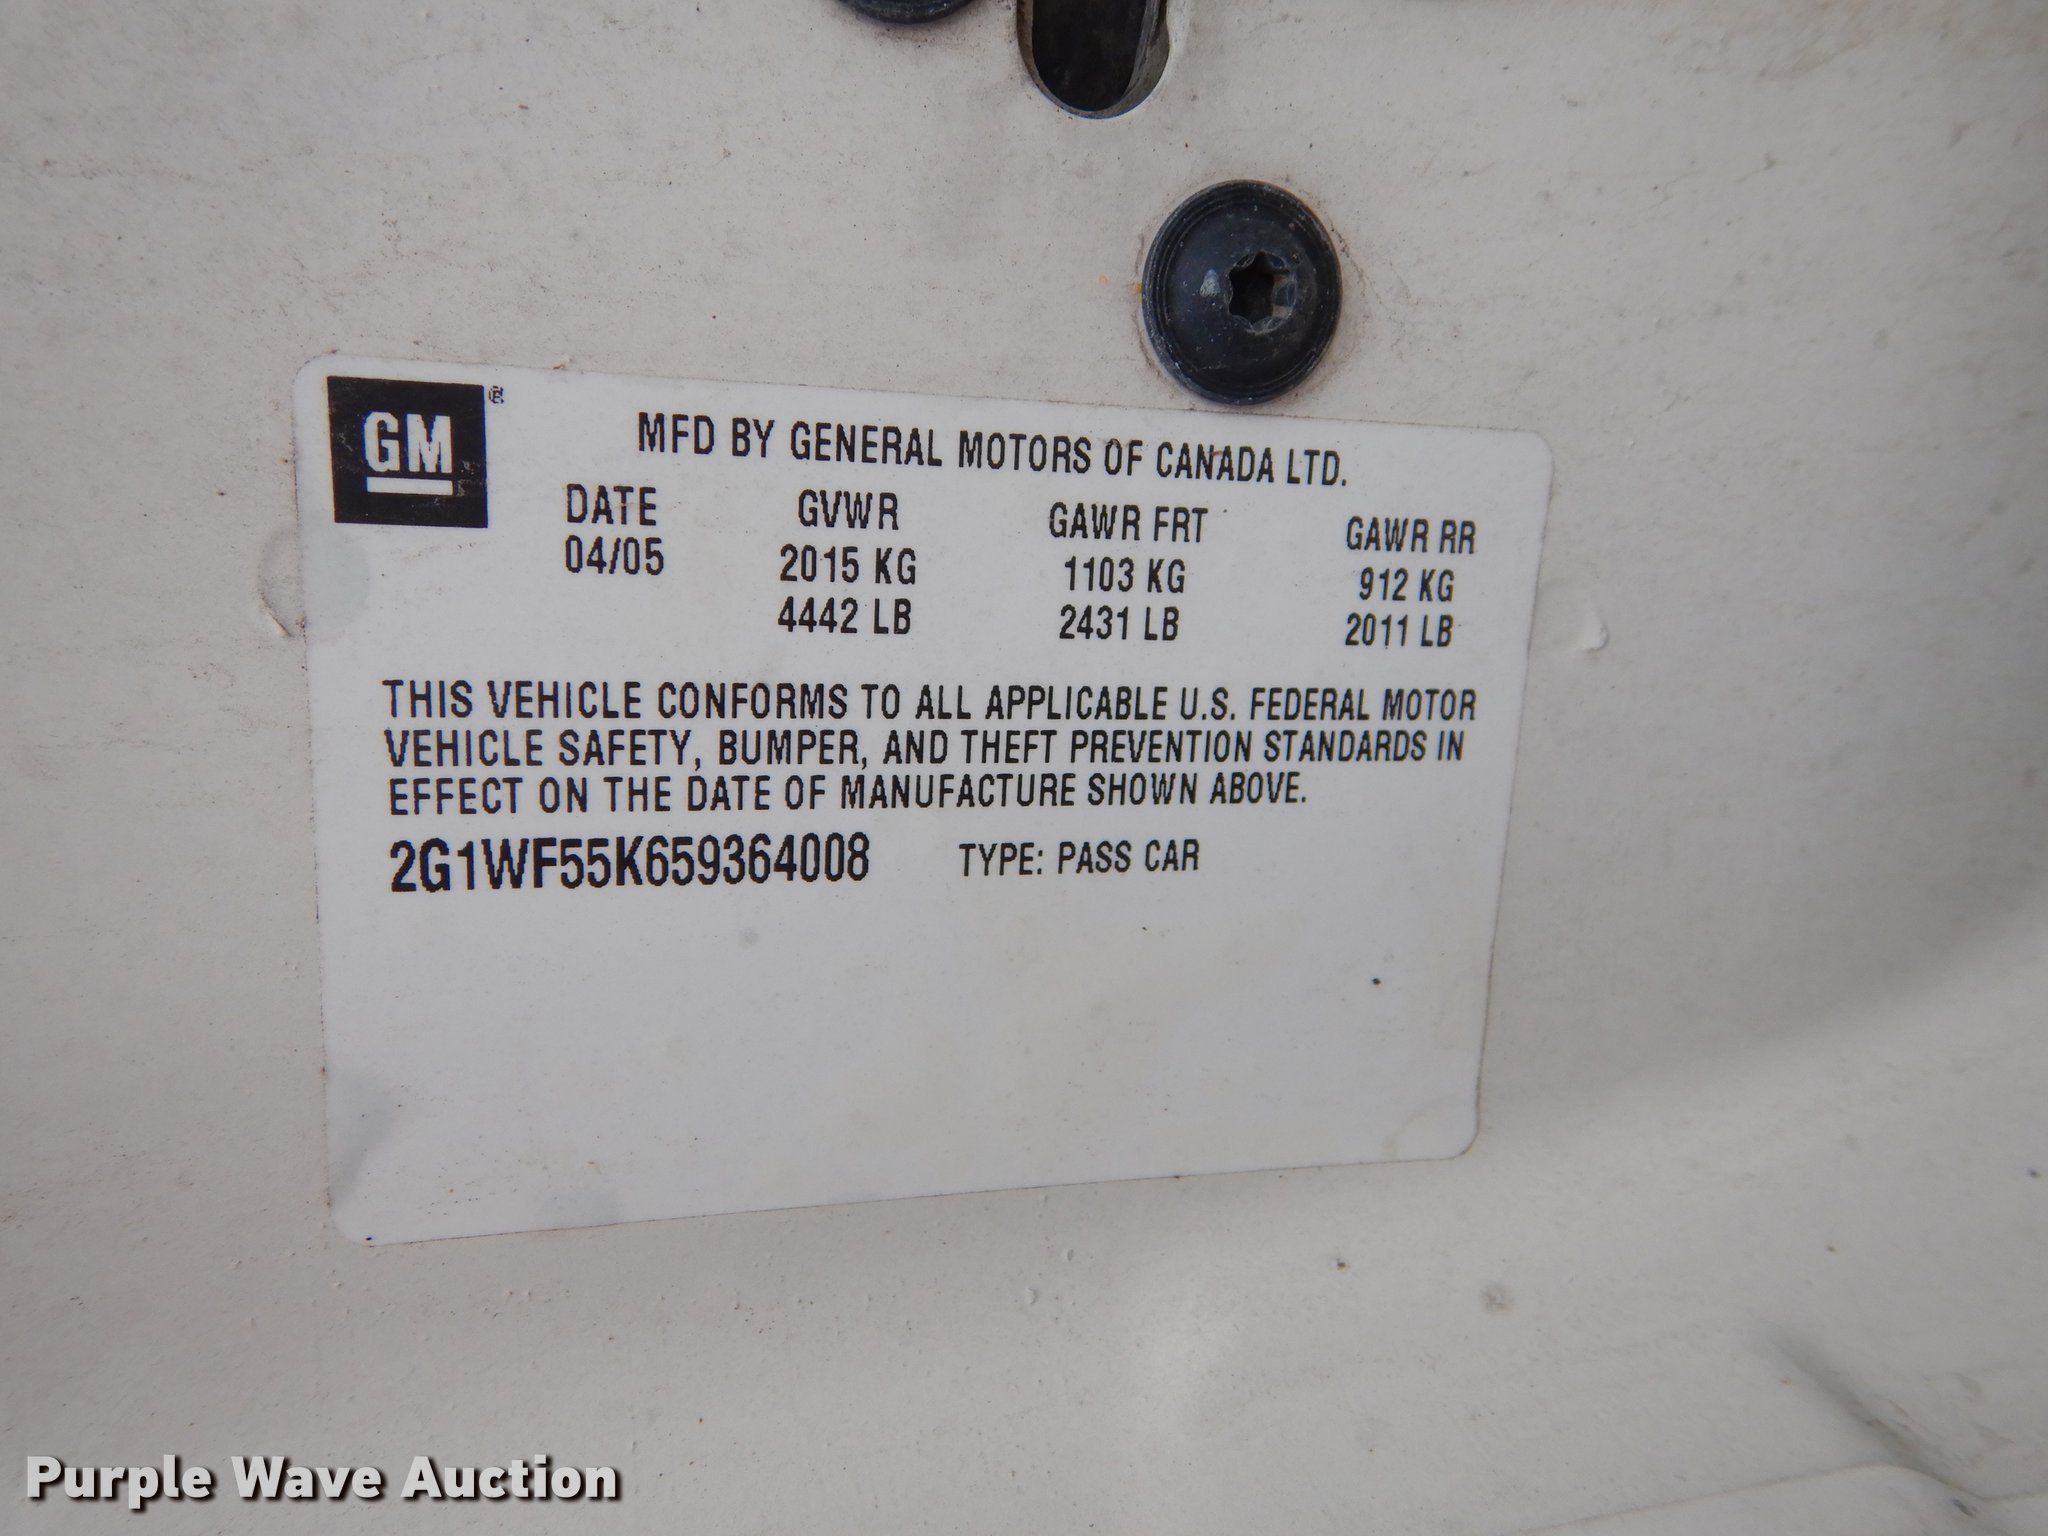 GM ®
MFD BY GENERAL MOTORS OF CANADA LTD.
DATE GVWR GAWR FRT GAWR RR
04/05 2015 KG 1103 KG 912 KG
4442 LB 2431 LB 2011 LB
THIS VEHICLE CONFORMS TO ALL APPLICABLE U.S. FEDERAL MOTOR
VEHICLE SAFETY, BUMPER, AND THEFT PREVENTION STANDARDS IN
EFFECT ON THE DATE OF MANUFACTURE SHOWN ABOVE.
2G1WF55K659364008 TYPE: PASS CAR
Purple Wave Auction